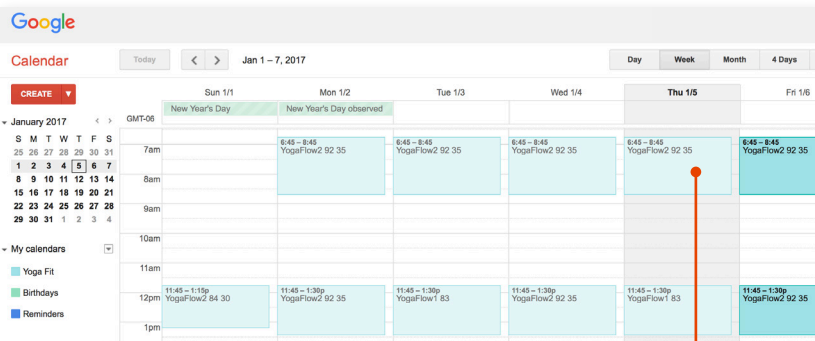 Google
Calendar
Today
Jan 1 – 7, 2017
Day Week Month 4 Days
CREATE
January 2017
S M T W T F S
25 26 27 28 29 30 31
1 2 3 4 5 6 7
8 9 10 11 12 13 14
15 16 17 18 19 20 21
22 23 24 25 26 27 28
29 30 31 1 2 3 4
My calendars
Yoga Fit
Birthdays
Reminders
Sun 1/1 Mon 1/2 Tue 1/3 Wed 1/4 Thu 1/5 Fri 1/6
New Year's Day New Year's Day observed
GMT-06
7am
8am
9am
10am
11am
12pm
1pm
6:45 – 8:45
YogaFlow2 92 35
6:45 – 8:45
YogaFlow2 92 35
6:45 – 8:45
YogaFlow2 92 35
6:45 – 8:45
YogaFlow2 92 35
6:45 – 8:45
YogaFlow2 92 35
11:45 – 1:15p
YogaFlow2 84 30
11:45 – 1:30p
YogaFlow2 92 35
11:45 – 1:30p
YogaFlow1 83
11:45 – 1:30p
YogaFlow2 92 35
11:45 – 1:30p
YogaFlow1 83
11:45 – 1:30p
YogaFlow2 92 35